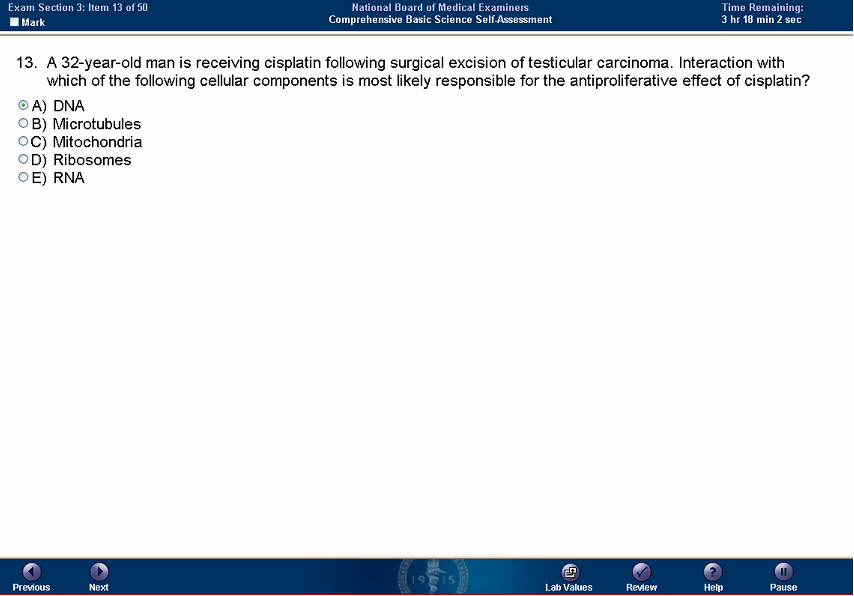 Exam Section 3: Item 13 of 50
National Board of Medical Examiners
Time Remaining:
Mark
Comprehensive Basic Science Self-Assessment
3 hr 18 min 2 sec
13. A 32-year-old man is receiving cisplatin following surgical excision of testicular carcinoma. Interaction with
which of the following cellular components is most likely responsible for the antiproliferative effect of cisplatin?
A) DNA
B) Microtubules
C) Mitochondria
D) Ribosomes
E) RNA
1915
Previous
Next
Lab Values
Review
Help
Pause